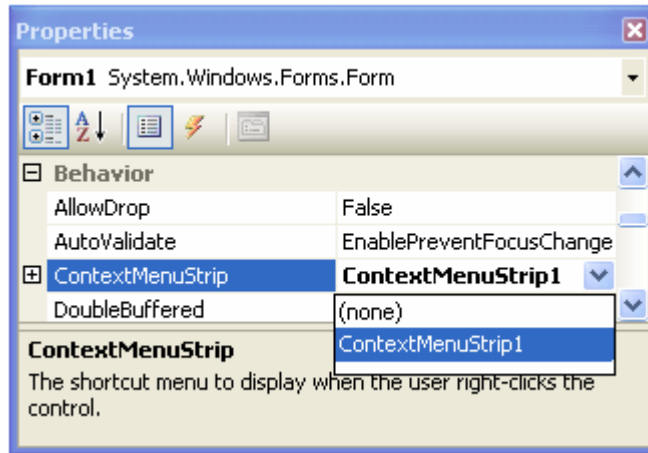 Properties
Form1 System.Windows.Forms.Form
A
Z
Behavior
AllowDrop False
AutoValidate EnablePreventFocusChange
ContextMenuStrip ContextMenuStrip1
DoubleBuffered
(none)
ContextMenuStrip1
ContextMenuStrip
The shortcut menu to display when the user right-clicks the
control.